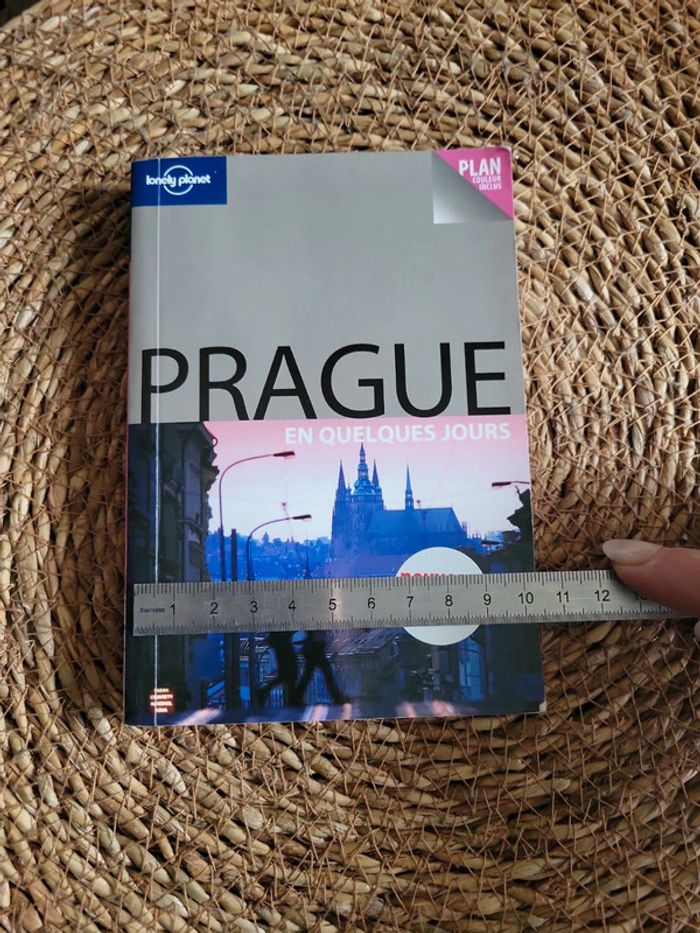 lonely planet
PLAN
COULEUR
INCLUS
PRAGUE
EN QUELQUES JOURS
Stainless 1 2 3 4 5 6 7 8 9 10 11 12